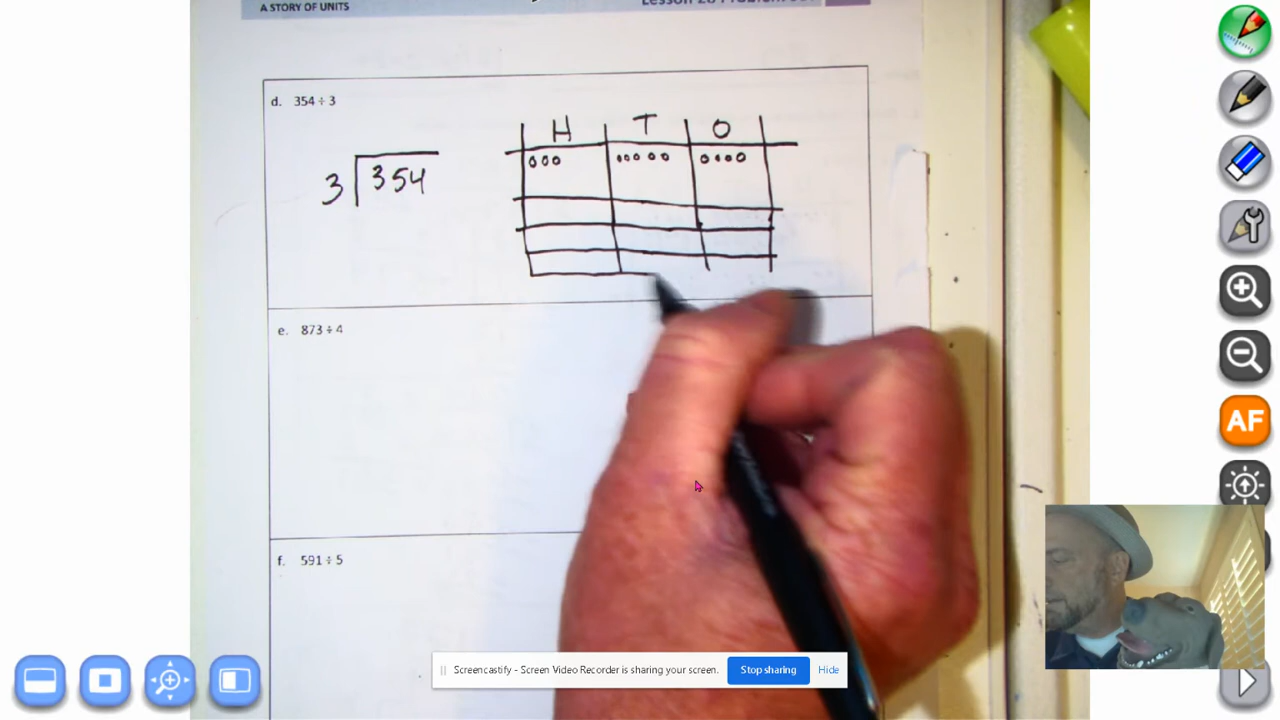 A STORY OF UNITS
d. 354 ÷ 3
H T O
3 354
e. 873 ÷ 4
f. 591 ÷ 5
AF
Screencastify - Screen Video Recorder is sharing your screen.
Stop sharing
Hide